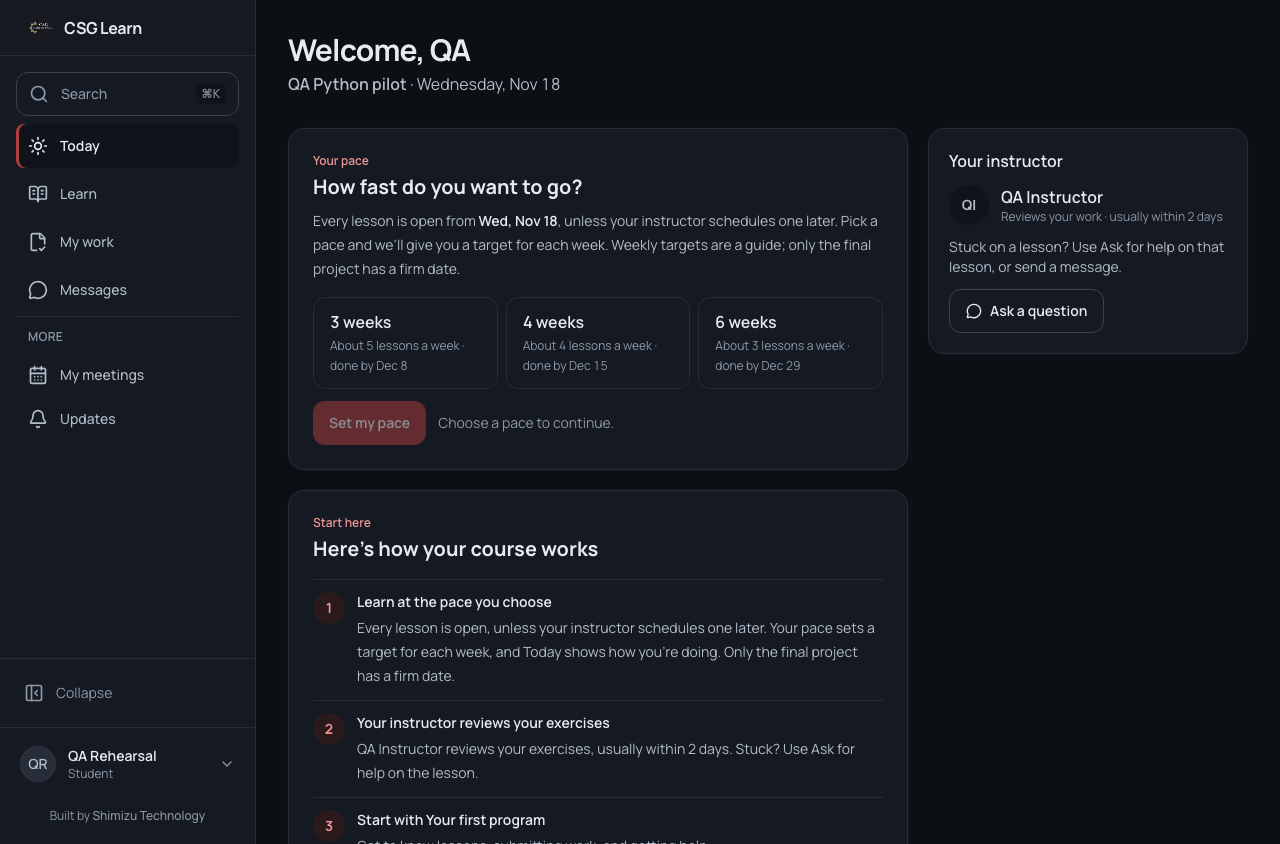 CSG Learn
Search ⌘K
Today
Learn
My work
Messages
MORE
My meetings
Updates
Collapse
QR
QA Rehearsal
Student
Built by Shimizu Technology
Welcome, QA
QA Python pilot · Wednesday, Nov 18
Your pace
How fast do you want to go?
Every lesson is open from Wed, Nov 18, unless your instructor schedules one later. Pick a
pace and we’ll give you a target for each week. Weekly targets are a guide; only the final
project has a firm date.
3 weeks
About 5 lessons a week ·
done by Dec 8
4 weeks
About 4 lessons a week ·
done by Dec 15
6 weeks
About 3 lessons a week ·
done by Dec 29
Set my pace
Choose a pace to continue.
Start here
Here’s how your course works
1
Learn at the pace you choose
Every lesson is open, unless your instructor schedules one later. Your pace sets a
target for each week, and Today shows how you’re doing. Only the final project
has a firm date.
2
Your instructor reviews your exercises
QA Instructor reviews your exercises, usually within 2 days. Stuck? Use Ask for
help on the lesson.
3
Start with Your first program
Get to know lessons, submitting work, and getting help.
Your instructor
QI
QA Instructor
Reviews your work · usually within 2 days
Stuck on a lesson? Use Ask for help on that
lesson, or send a message.
Ask a question